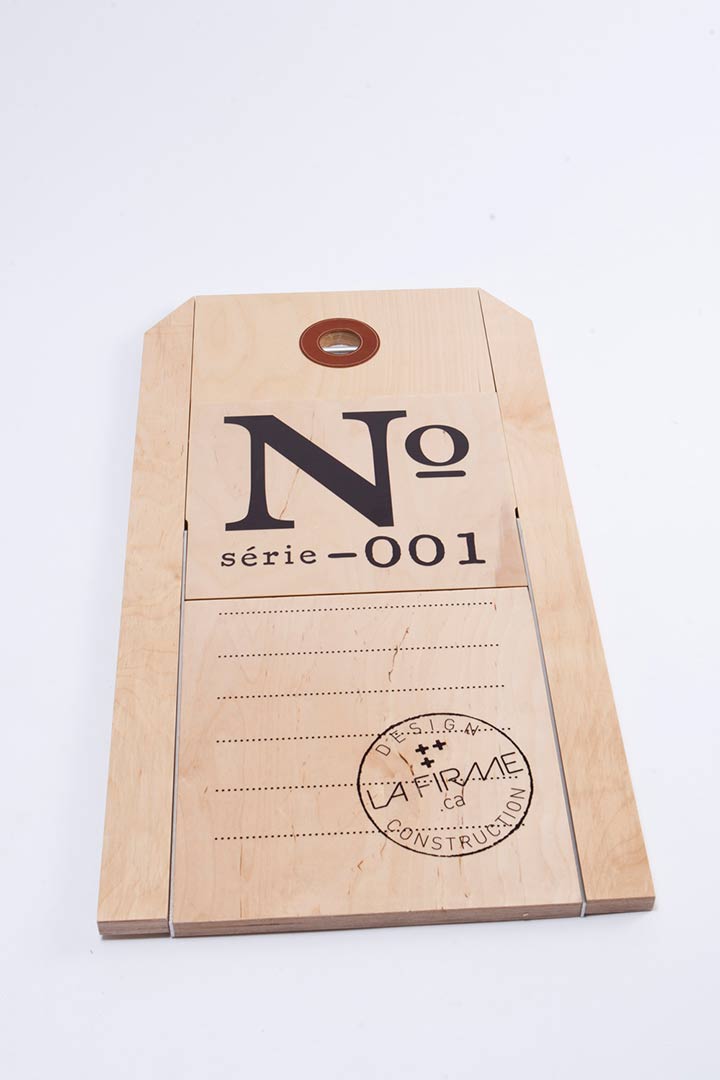 Nº
série – 001
DESIGN
LA FIRME
.ca
CONSTRUCTION